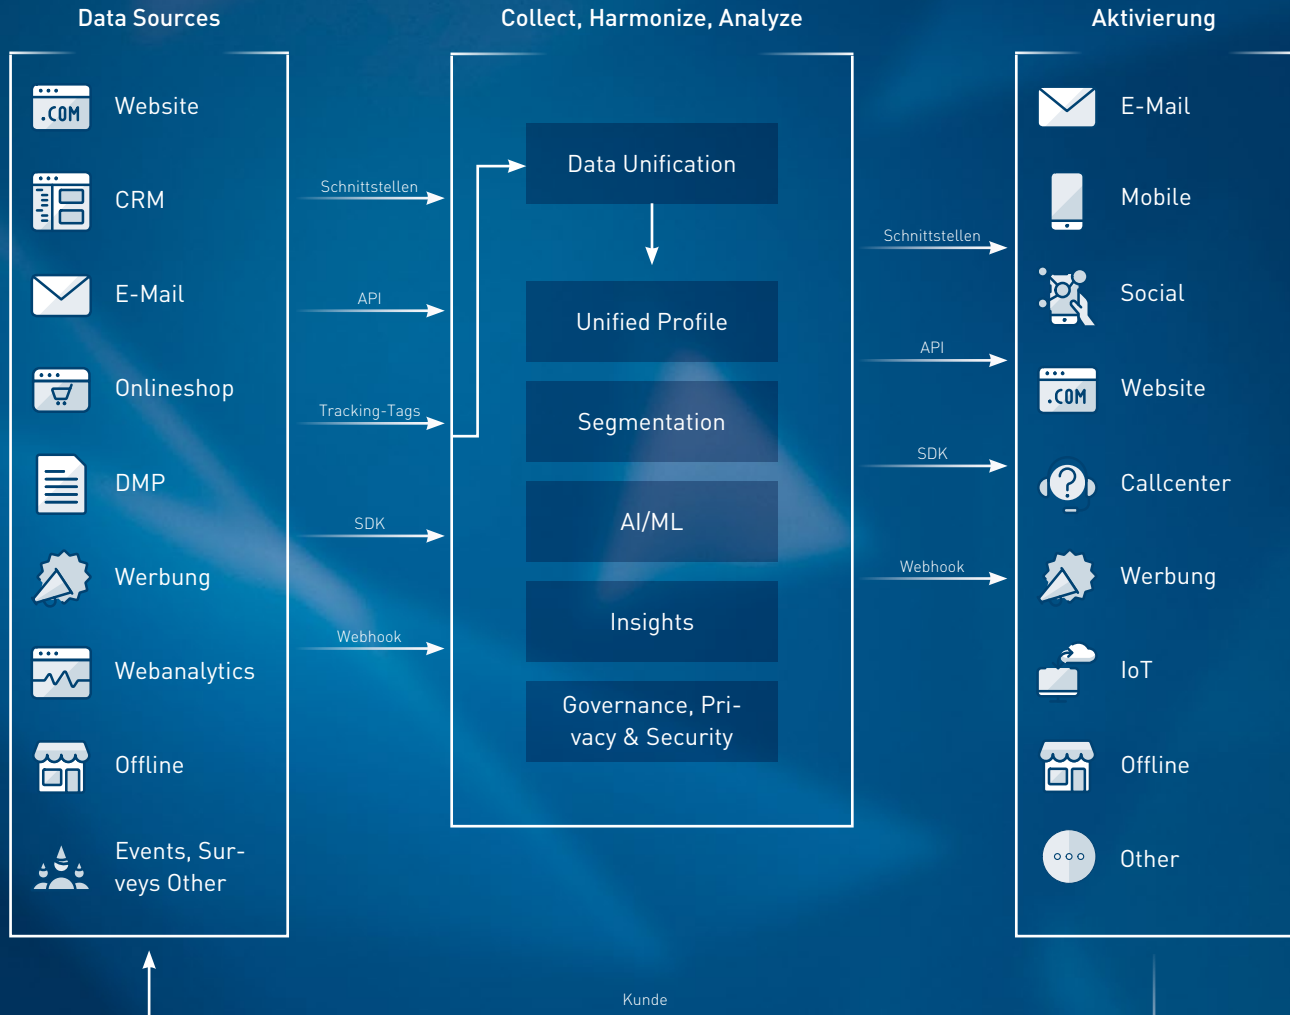 Data Sources
Website
CRM
E-Mail
Onlineshop
DMP
Werbung
Webanalytics
Offline
Events, Sur-
veys Other
Schnittstellen
API
Tracking-Tags
SDK
Webhook
Collect, Harmonize, Analyze
Data Unification
Unified Profile
Segmentation
AI/ML
Insights
Governance, Pri-
vacy & Security
Schnittstellen
API
SDK
Webhook
Aktivierung
E-Mail
Mobile
Social
Website
Callcenter
Werbung
IoT
Offline
Other
Kunde
.COM
.COM